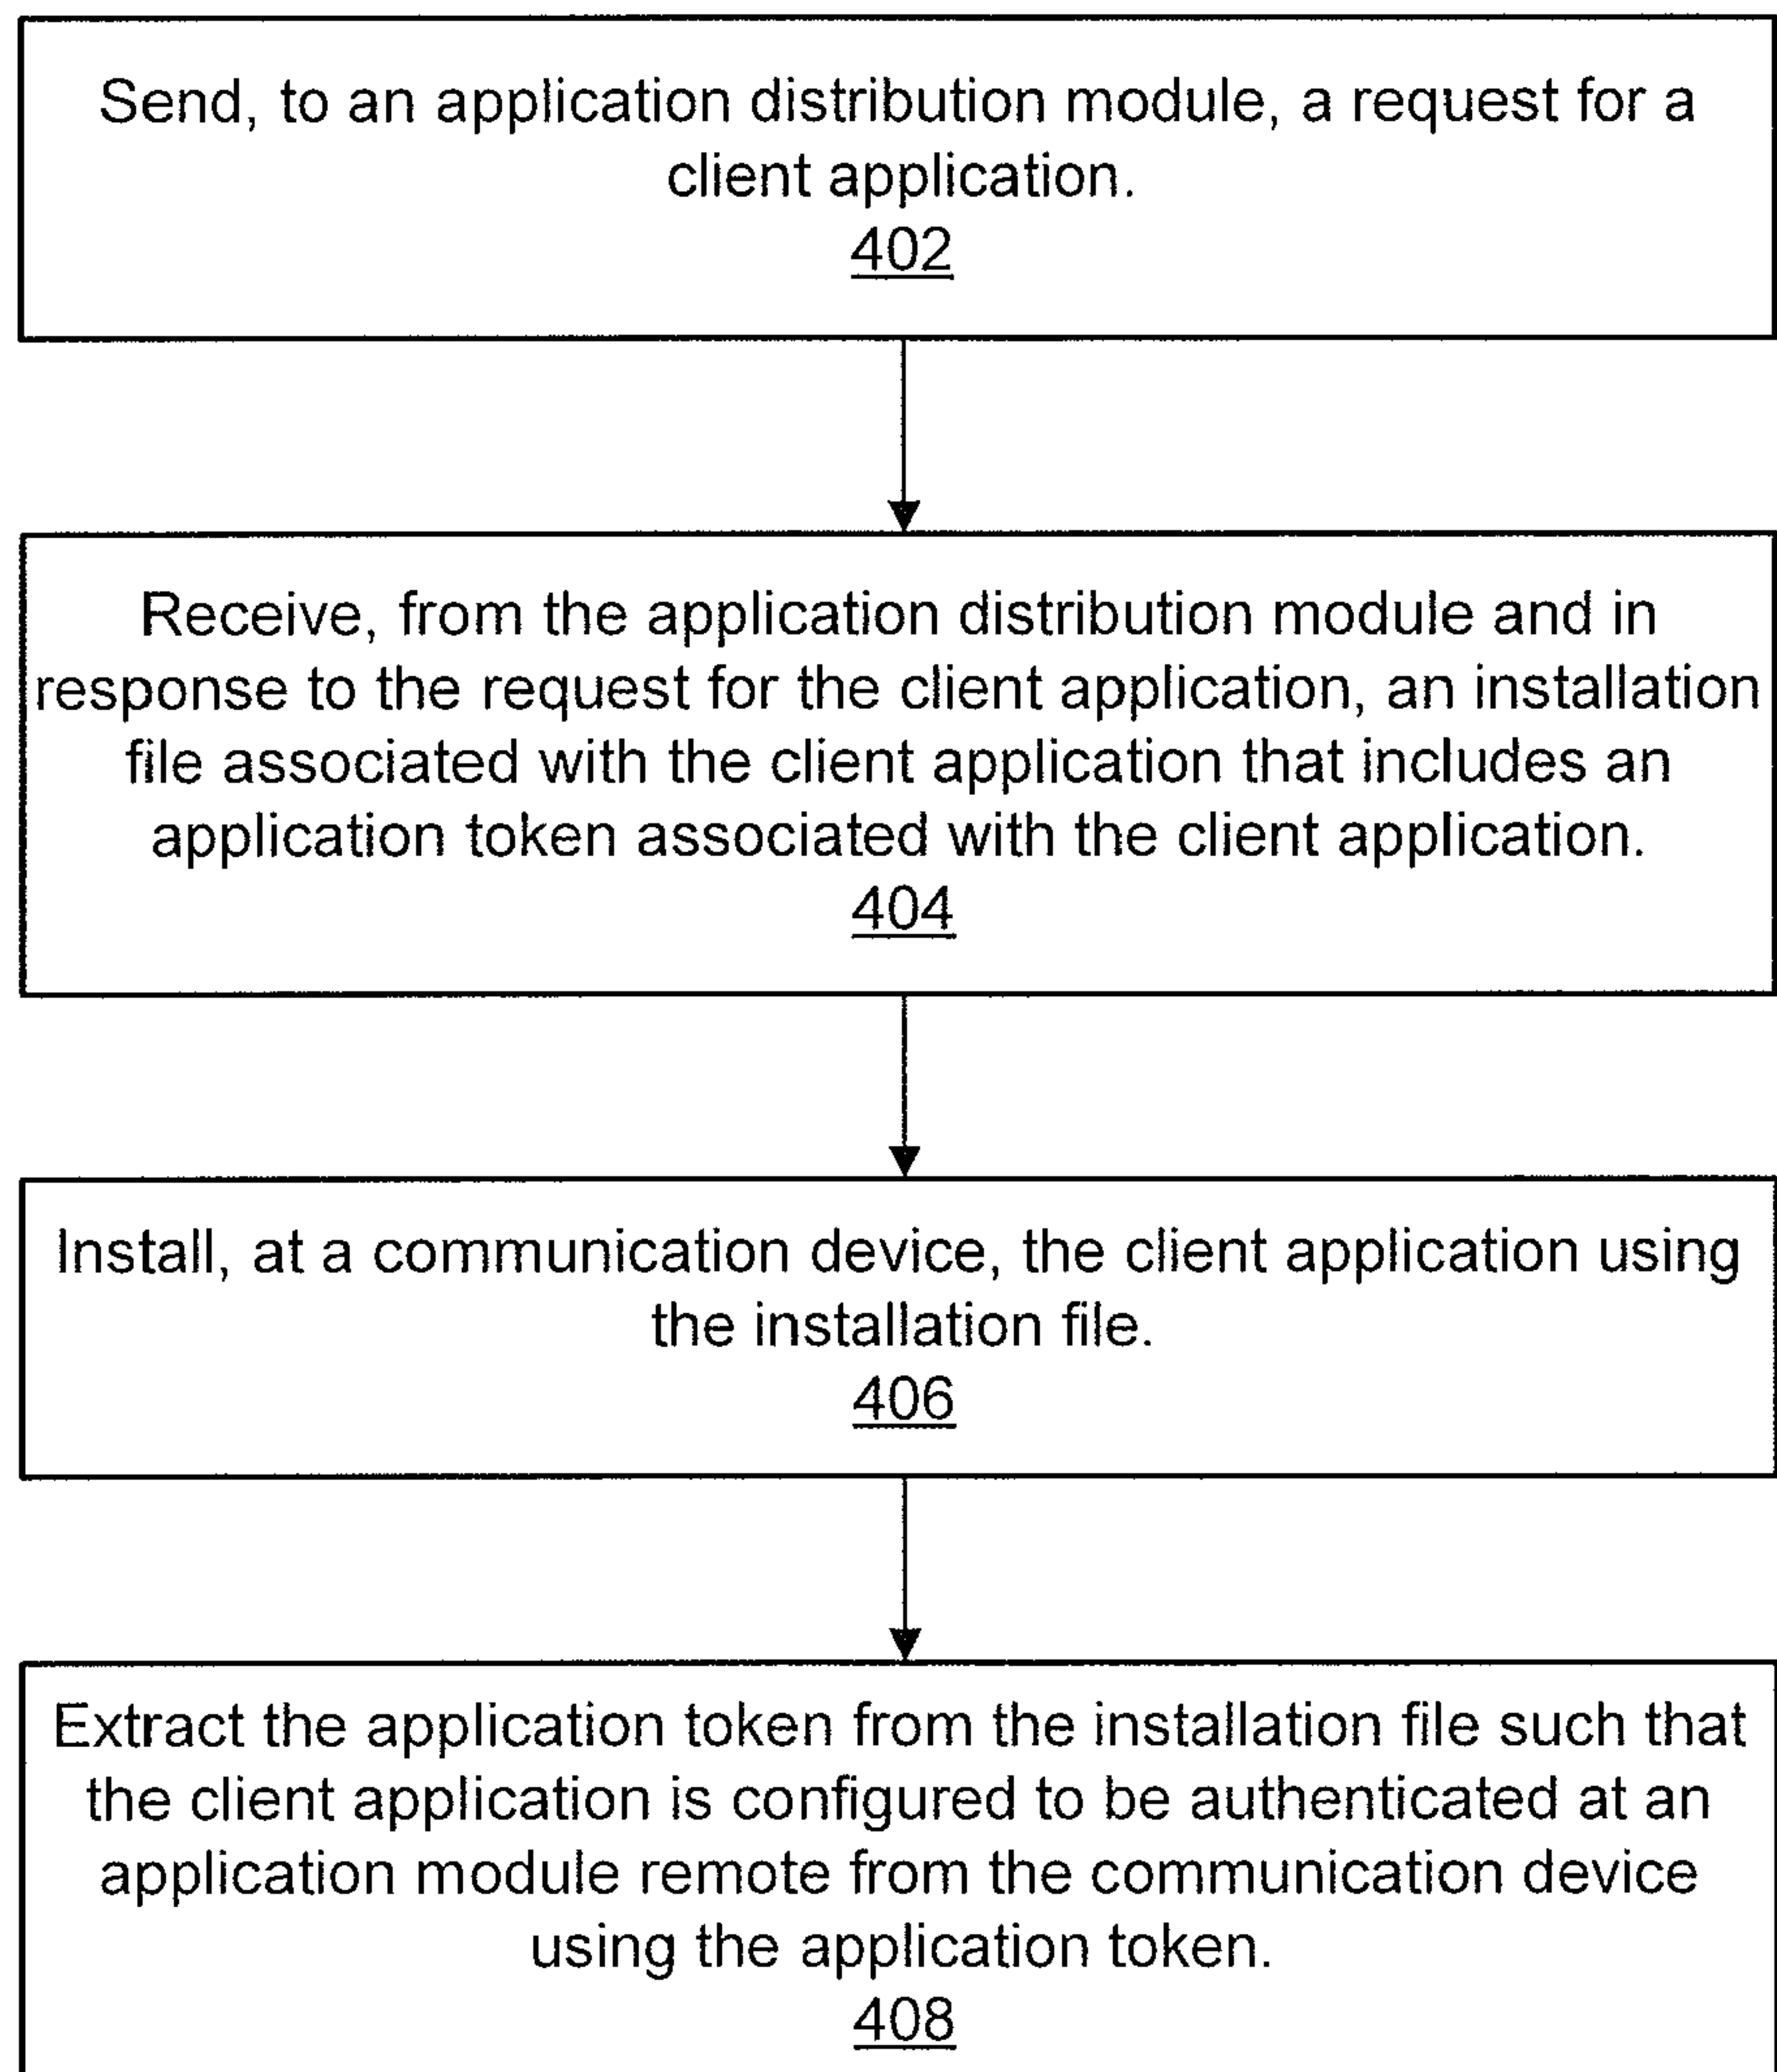 Send, to an application distribution module, a request for a
client application.
402
Receive, from the application distribution module and in
response to the request for the client application, an installation
file associated with the client application that includes an
application token associated with the client application.
404
Install, at a communication device, the client application using
the installation file.
406
Extract the application token from the installation file such that
the client application is configured to be authenticated at an
application module remote from the communication device
using the application token.
408